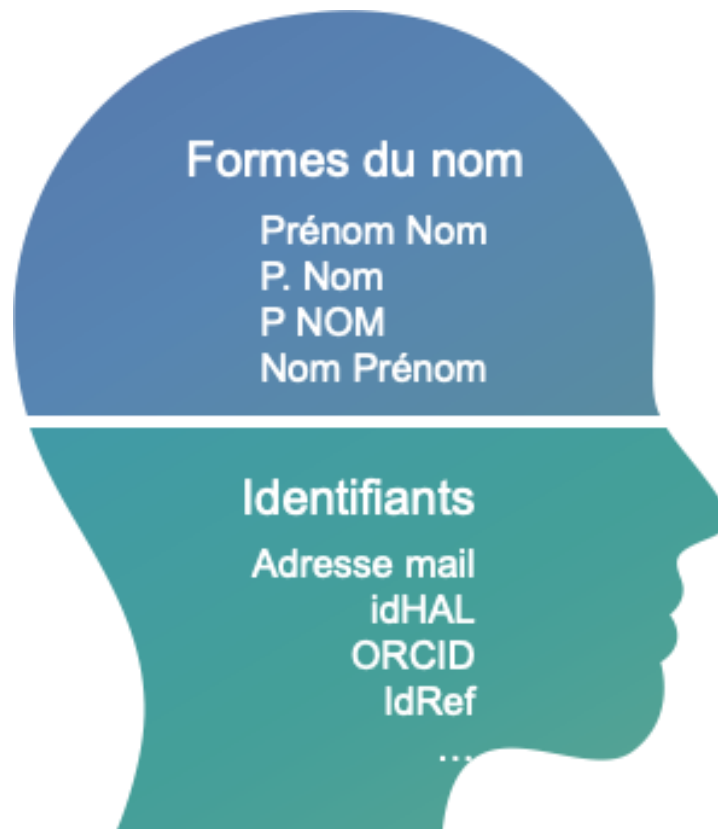 Formes du nom
Prénom Nom
P. Nom
P NOM
Nom Prénom
Identifiants
Adresse mail
idHAL
ORCID
IdRef
...